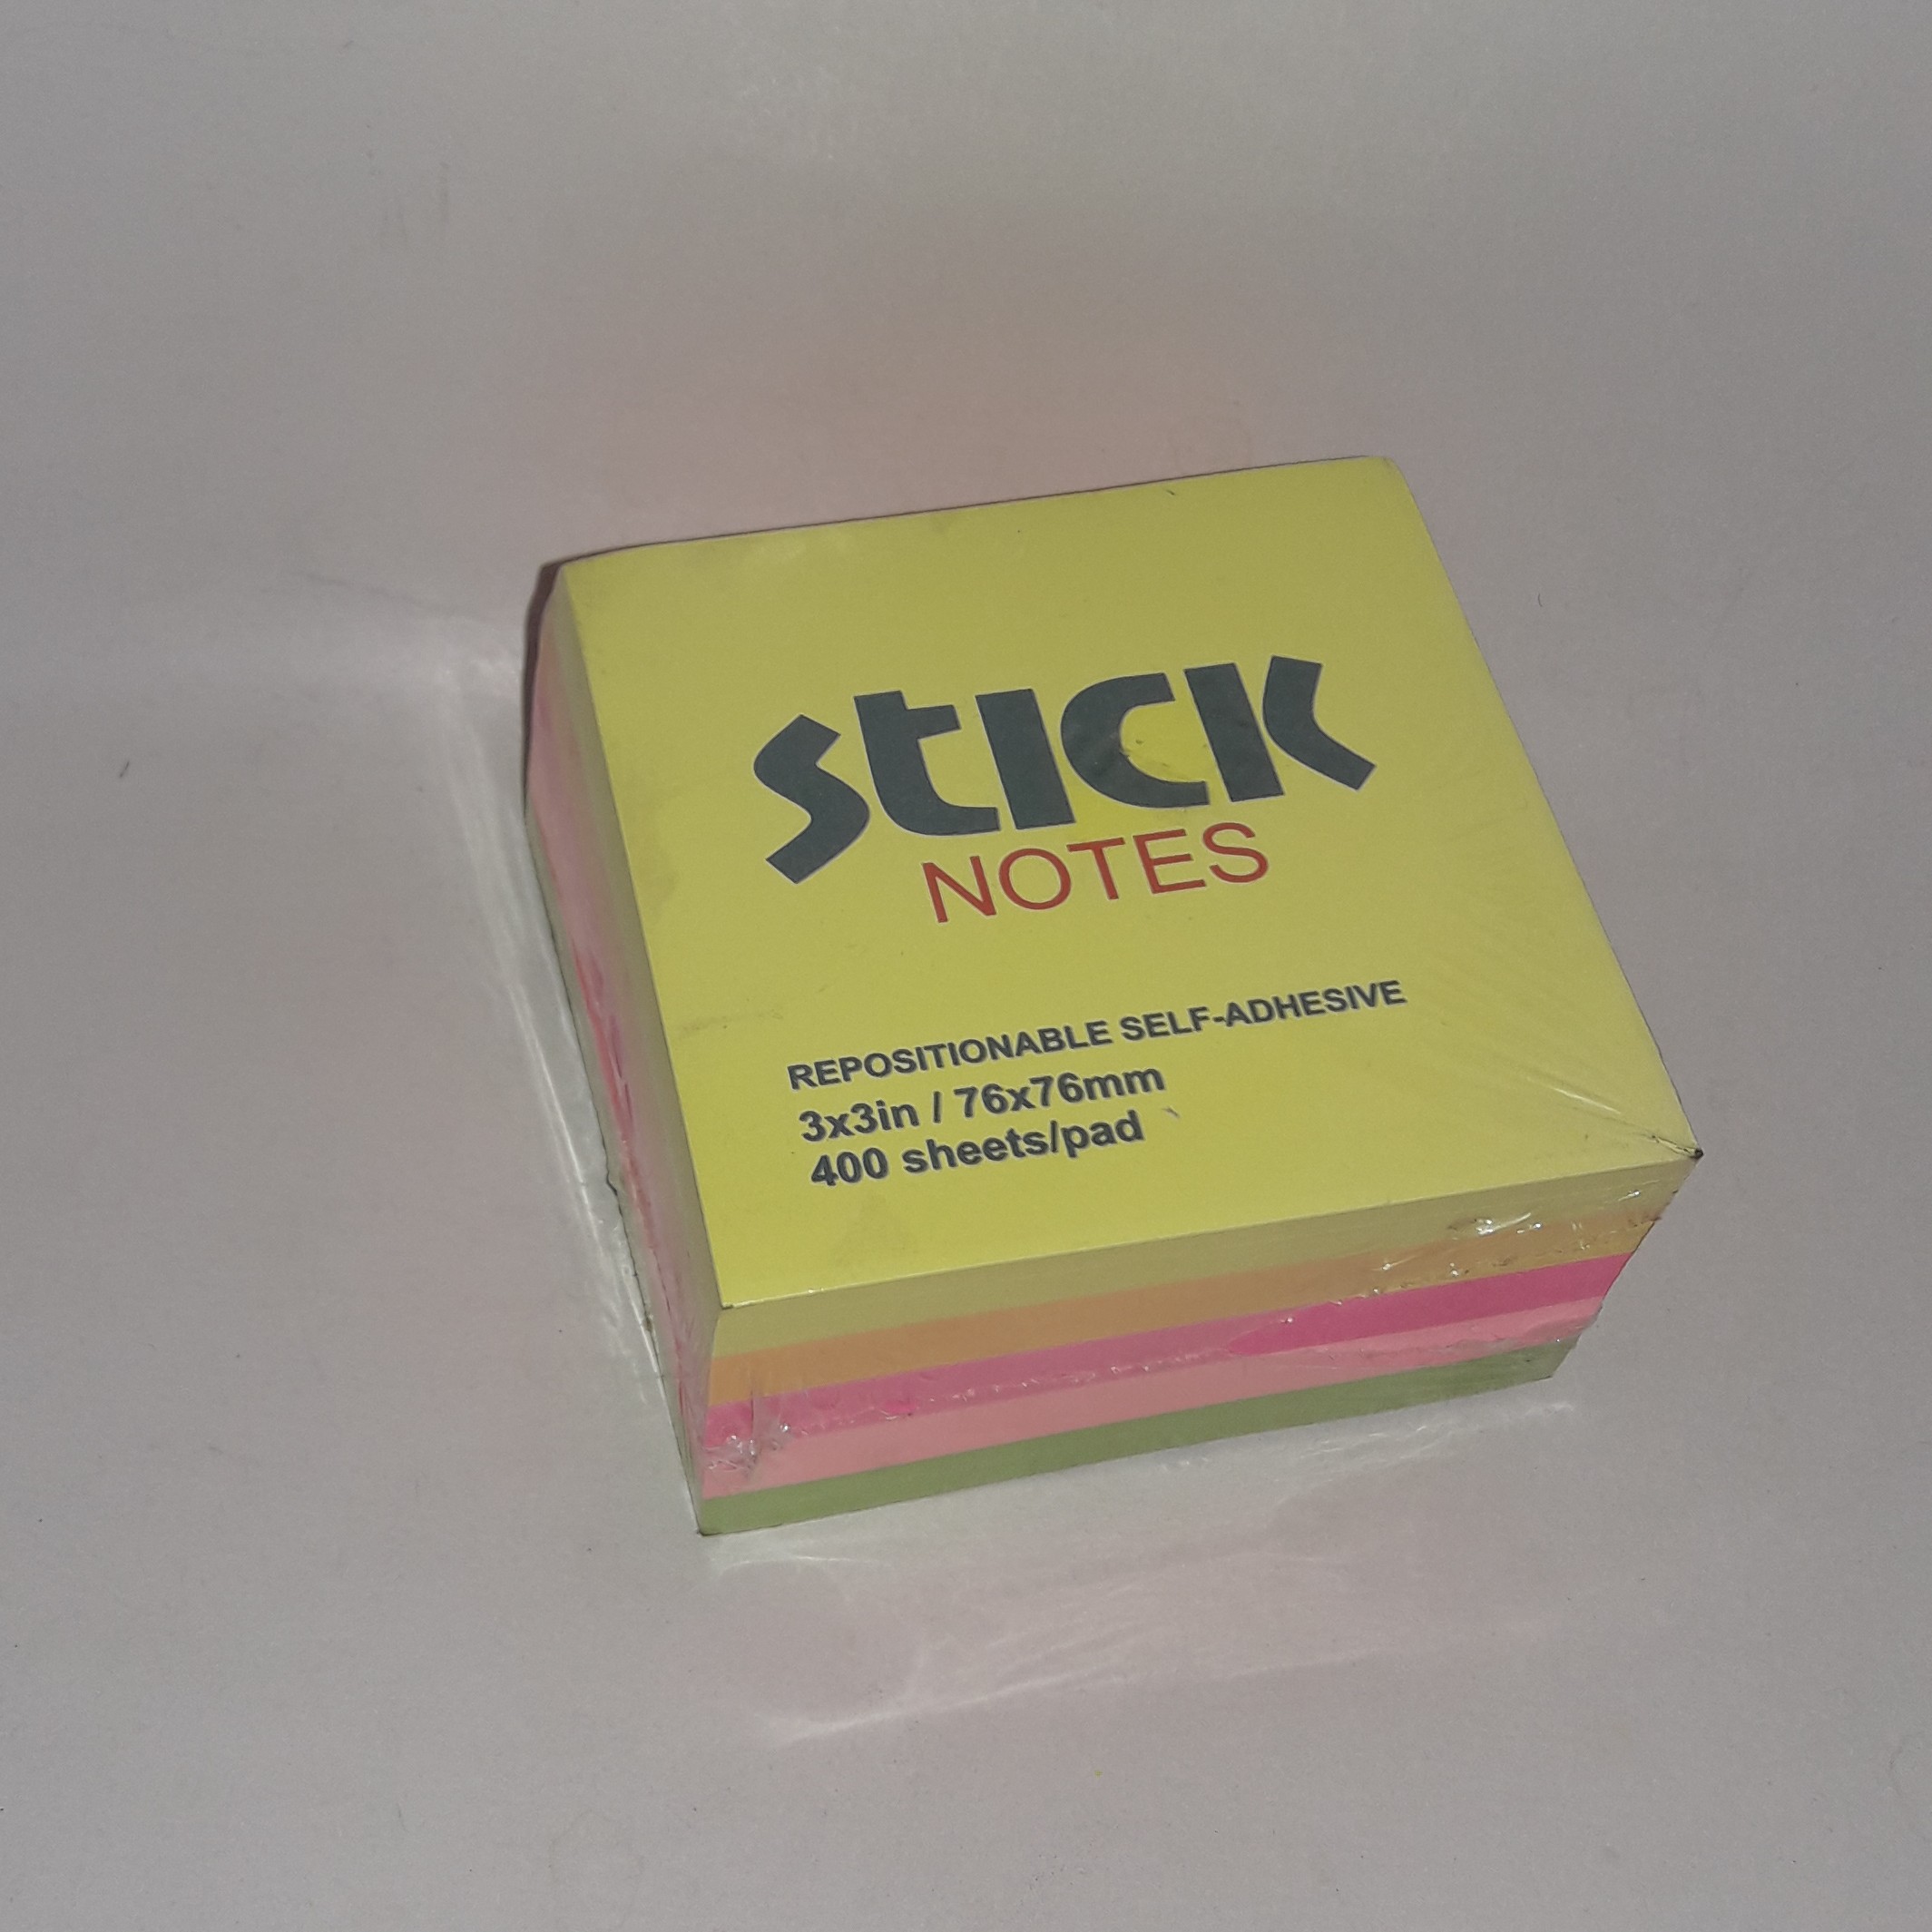 stick
NOTES
REPOSITIONABLE SELF-ADHESIVE
3x3in / 76x76mm
400 sheets/pad